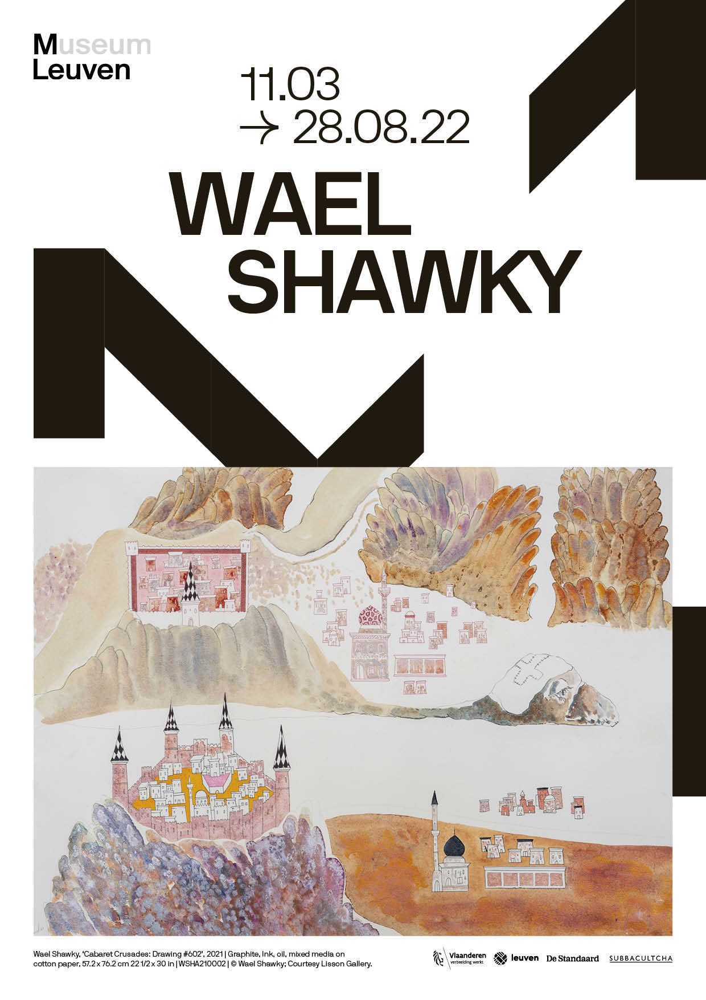 Museum
Leuven
11.03
→ 28.08.22
WAEL
SHAWKY
Wael Shawky, ‘Cabaret Crusades: Drawing #602’, 2021 | Graphite, Ink, oil, mixed media on
cotton paper, 57.2 x 76.2 cm 22 1/2 x 30 in | WSHA210002 | © Wael Shawky; Courtesy Lisson Gallery.
Vlaanderen
verbeelding werkt
leuven
De Standaard
SUBBACULTCHA